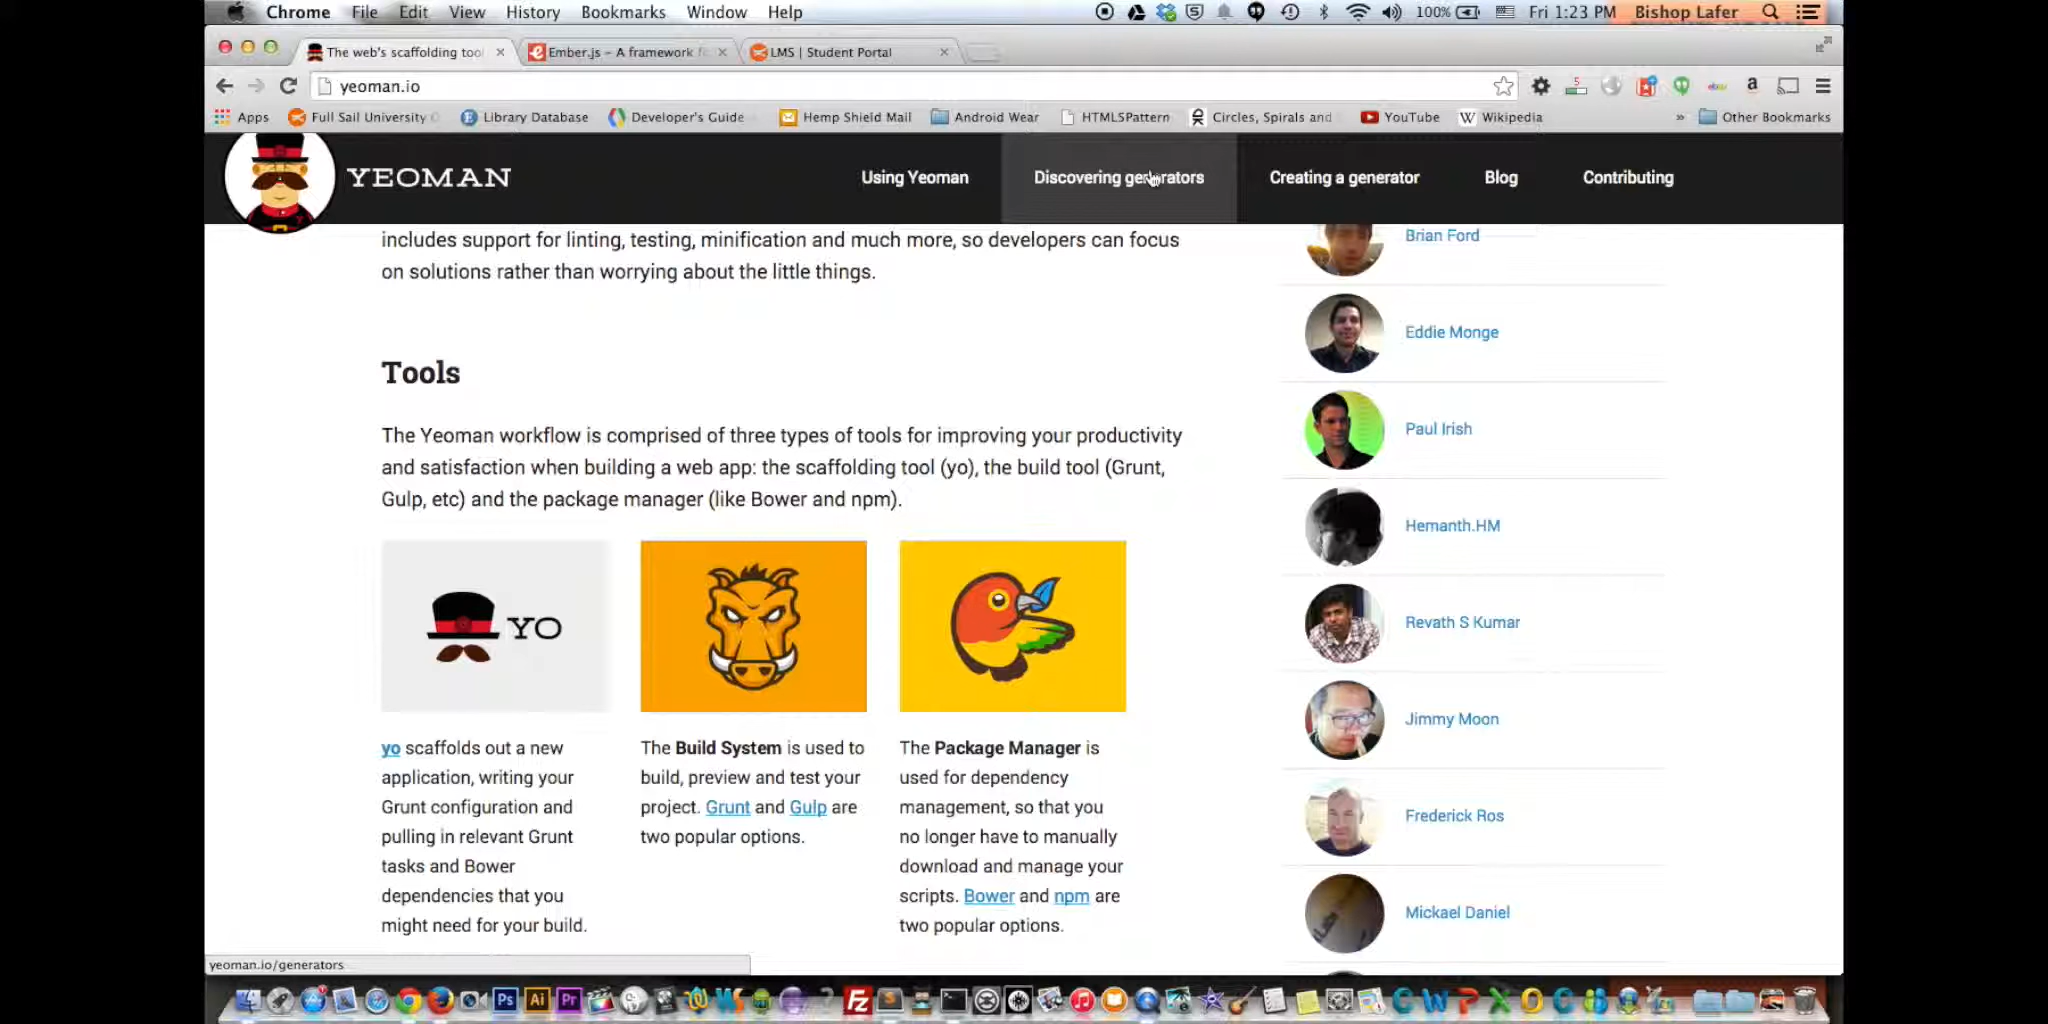 Chrome File Edit View History Bookmarks Window Help 100% Fri 1:23 PM Bishop Lafer
The web's scaffolding tool Ember.js - A framework f LMS | Student Portal
yeoman.io
Apps Full Sail University Library Database Developer's Guide Hemp Shield Mail Android Wear HTML5Pattern Circles, Spirals and YouTube Wikipedia » Other Bookmarks
YEOMAN Using Yeoman Discovering generators Creating a generator Blog Contributing
includes support for linting, testing, minification and much more, so developers can focus
on solutions rather than worrying about the little things.
Tools
The Yeoman workflow is comprised of three types of tools for improving your productivity
and satisfaction when building a web app: the scaffolding tool (yo), the build tool (Grunt,
Gulp, etc) and the package manager (like Bower and npm).
YO
yo scaffolds out a new
application, writing your
Grunt configuration and
pulling in relevant Grunt
tasks and Bower
dependencies that you
might need for your build.
The Build System is used to
build, preview and test your
project. Grunt and Gulp are
two popular options.
The Package Manager is
used for dependency
management, so that you
no longer have to manually
download and manage your
scripts. Bower and npm are
two popular options.
Brian Ford
Eddie Monge
Paul Irish
Hemanth.HM
Revath S Kumar
Jimmy Moon
Frederick Ros
Mickael Daniel
yeoman.io/generators
Ps Ai Pr FZ